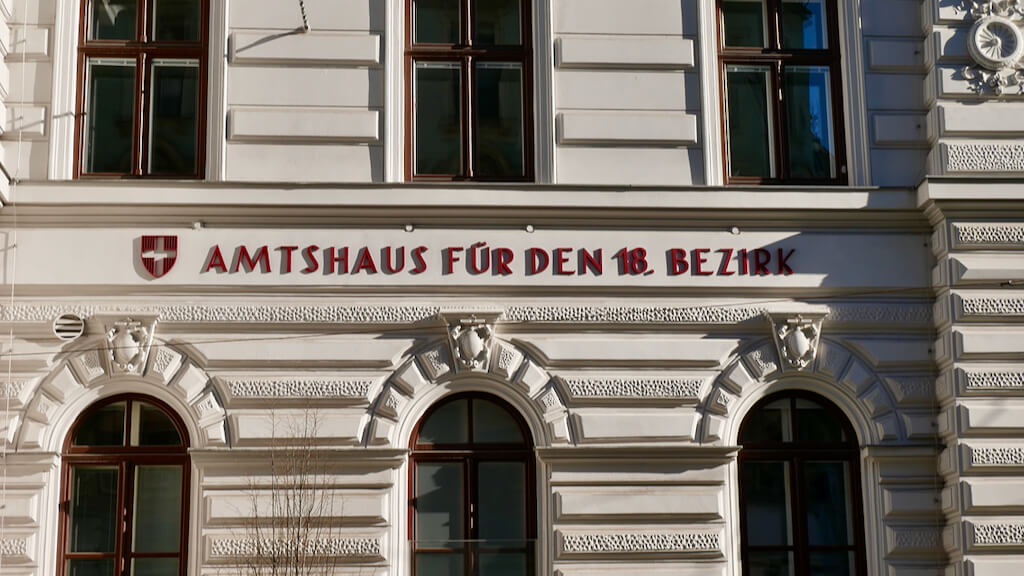 AMTSHAUS FÜR DEN 18. BEZIRK